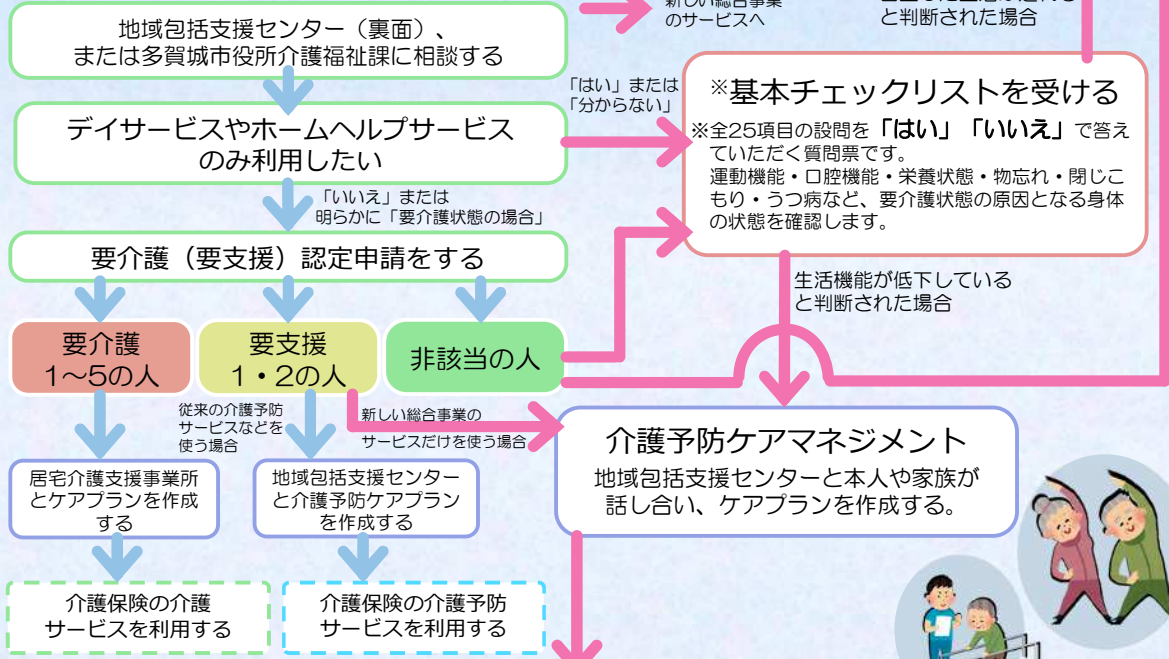 新しい総合事業
のサービスへ
と判断された場合
地域包括支援センター（裏面）、
または多賀城市役所介護福祉課に相談する
「はい」または
「分からない」
※基本チェックリストを受ける
※全25項目の設問を「はい」「いいえ」で答え
ていただく質問票です。
運動機能・口腔機能・栄養状態・物忘れ・閉じこ
もり・うつ病など、要介護状態の原因となる身体
の状態を確認します。
デイサービスやホームヘルプサービス
のみ利用したい
「いいえ」または
明らかに「要介護状態の場合」
要介護（要支援）認定申請をする
生活機能が低下している
と判断された場合
要介護
1～5の人
要支援
1・2の人
非該当の人
従来の介護予防
サービスなどを
使う場合
新しい総合事業の
サービスだけを使う場合
介護予防ケアマネジメント
地域包括支援センターと本人や家族が
話し合い、ケアプランを作成する。
居宅介護支援事業所
とケアプランを作成
する
地域包括支援センター
と介護予防ケアプラン
を作成する
介護保険の介護
サービスを利用する
介護保険の介護予防
サービスを利用する